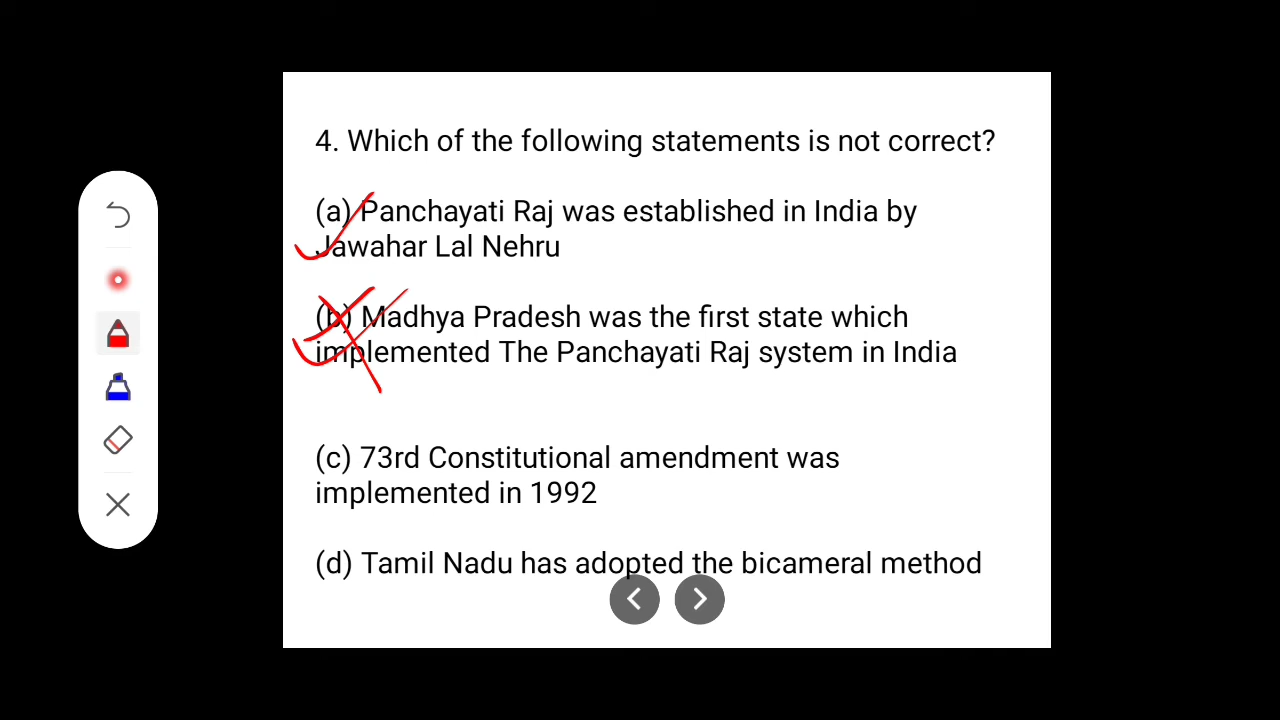 4. Which of the following statements is not correct?
(a) Panchayati Raj was established in India by
Jawahar Lal Nehru
(b) Madhya Pradesh was the first state which
implemented The Panchayati Raj system in India
(c) 73rd Constitutional amendment was
implemented in 1992
(d) Tamil Nadu has adopted the bicameral method